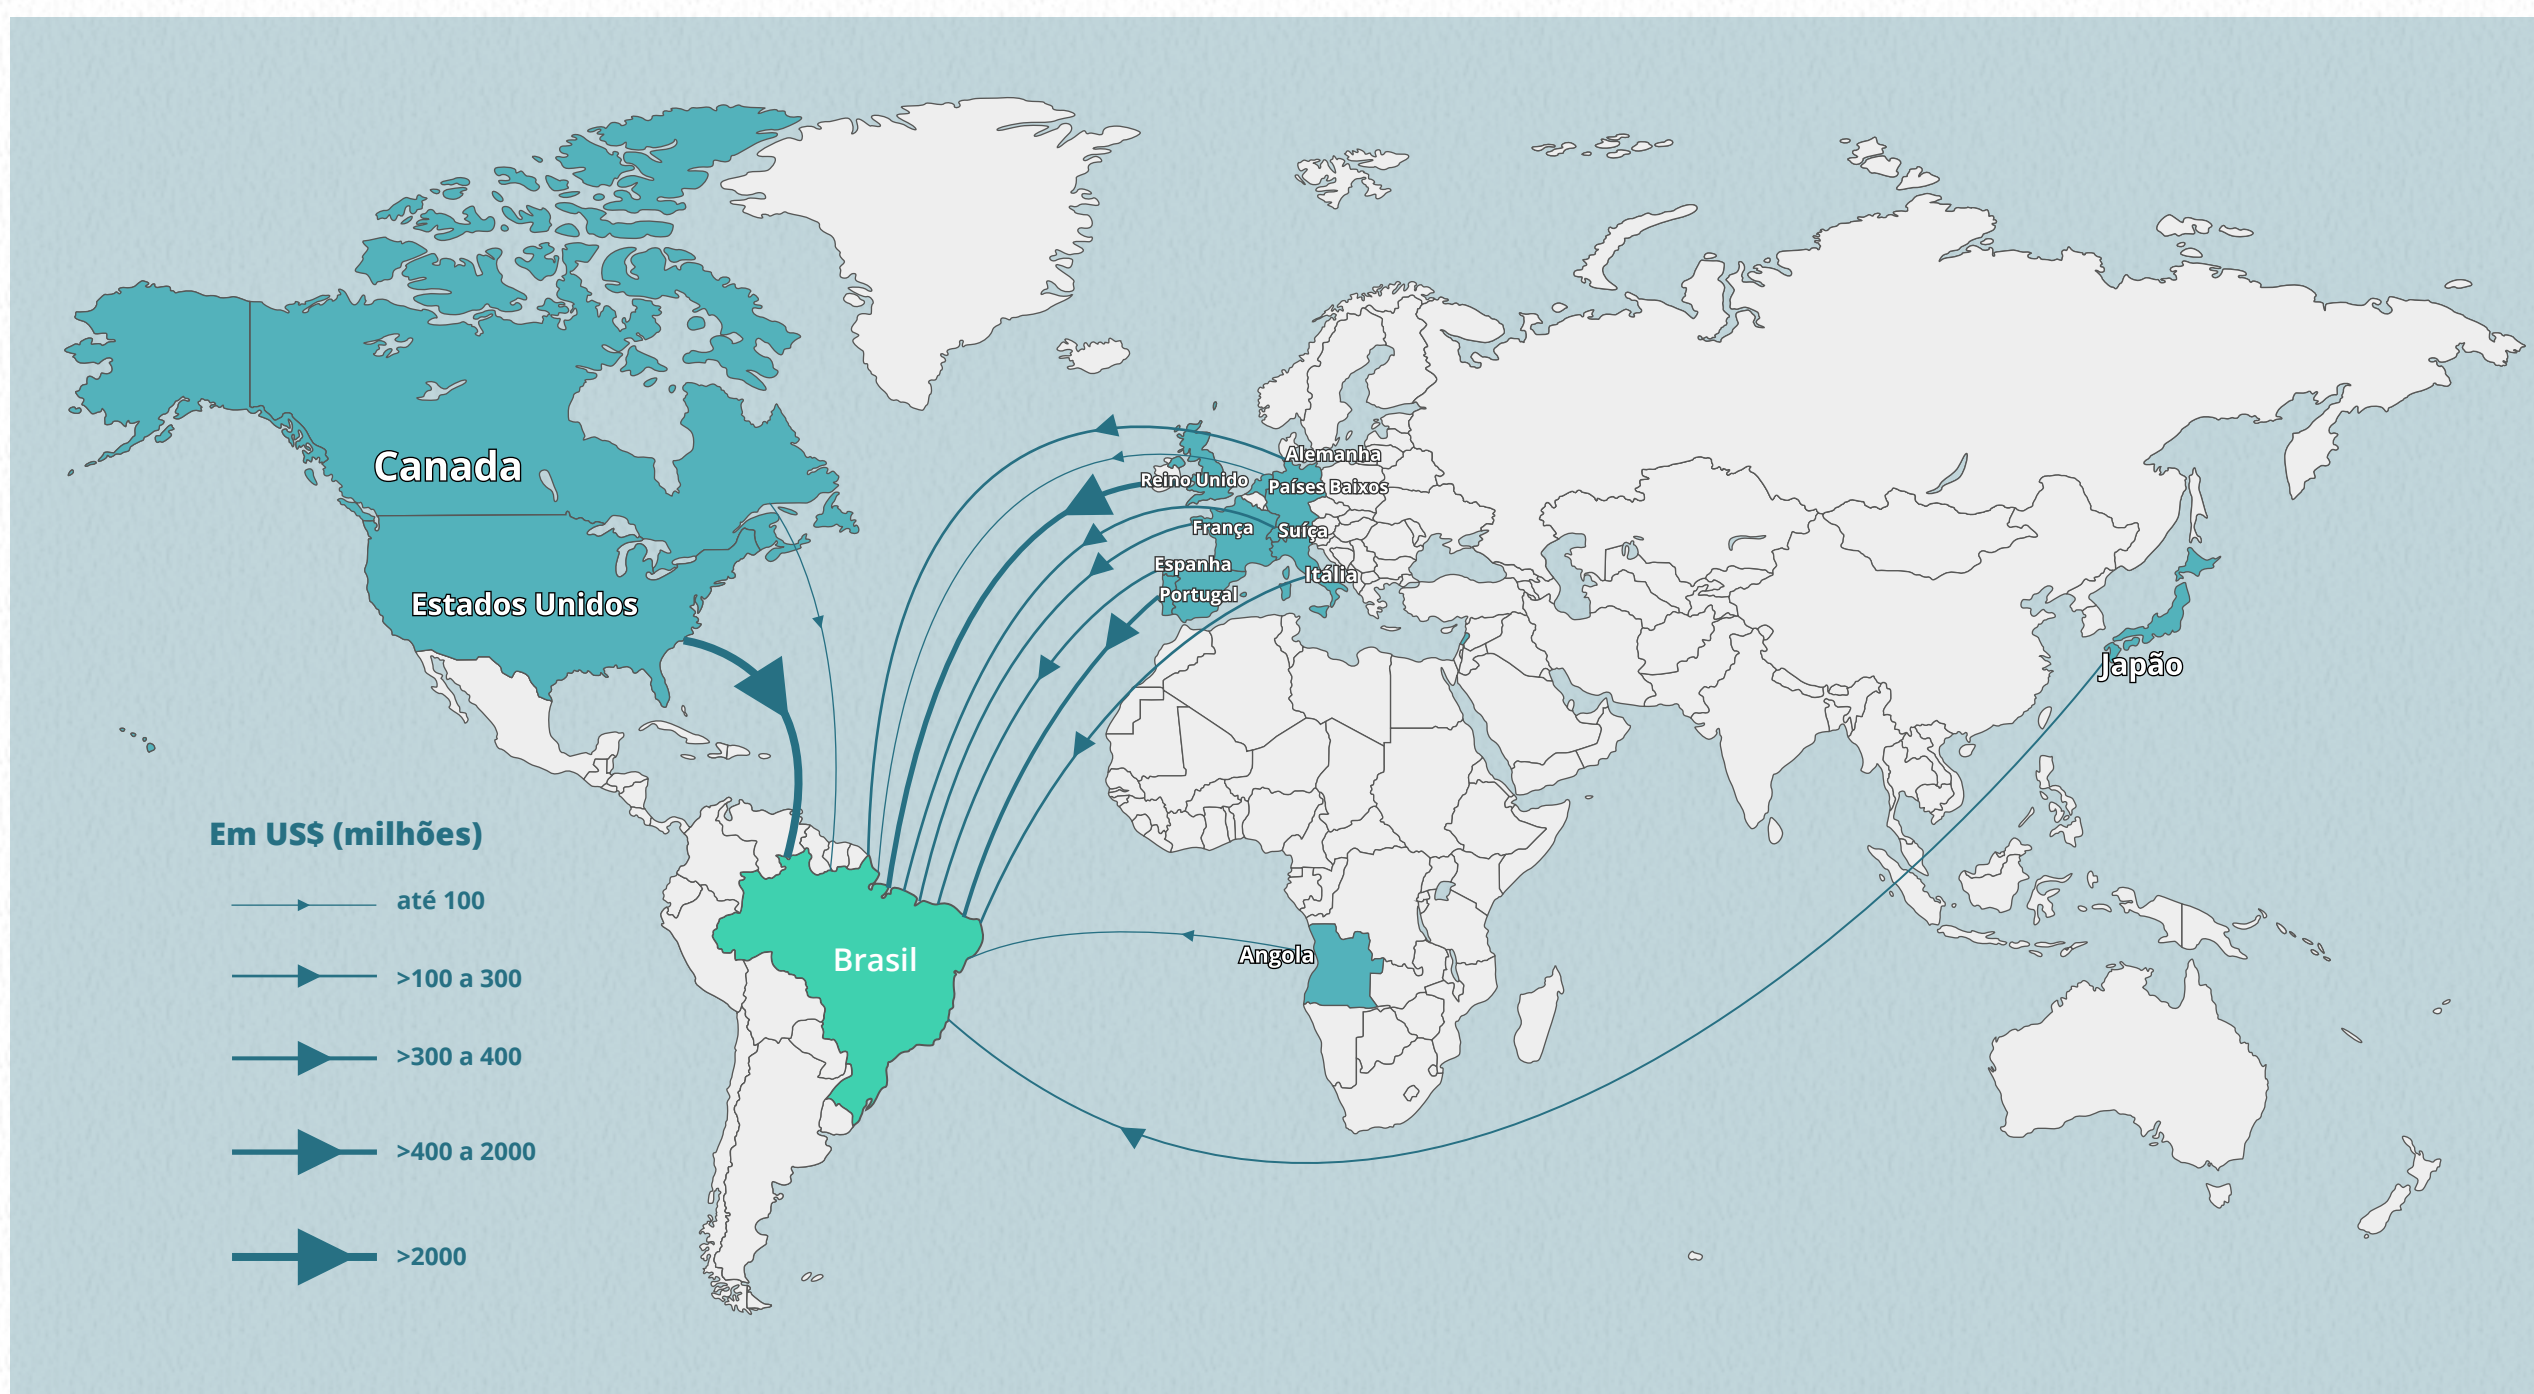 Canada
Estados Unidos
Alemanha
Reino Unido
Países Baixos
França
Suíça
Espanha
Itália
Portugal
Japão
Em US$ (milhões)
até 100
>100 a 300
>300 a 400
>400 a 2000
>2000
Brasil
Angola